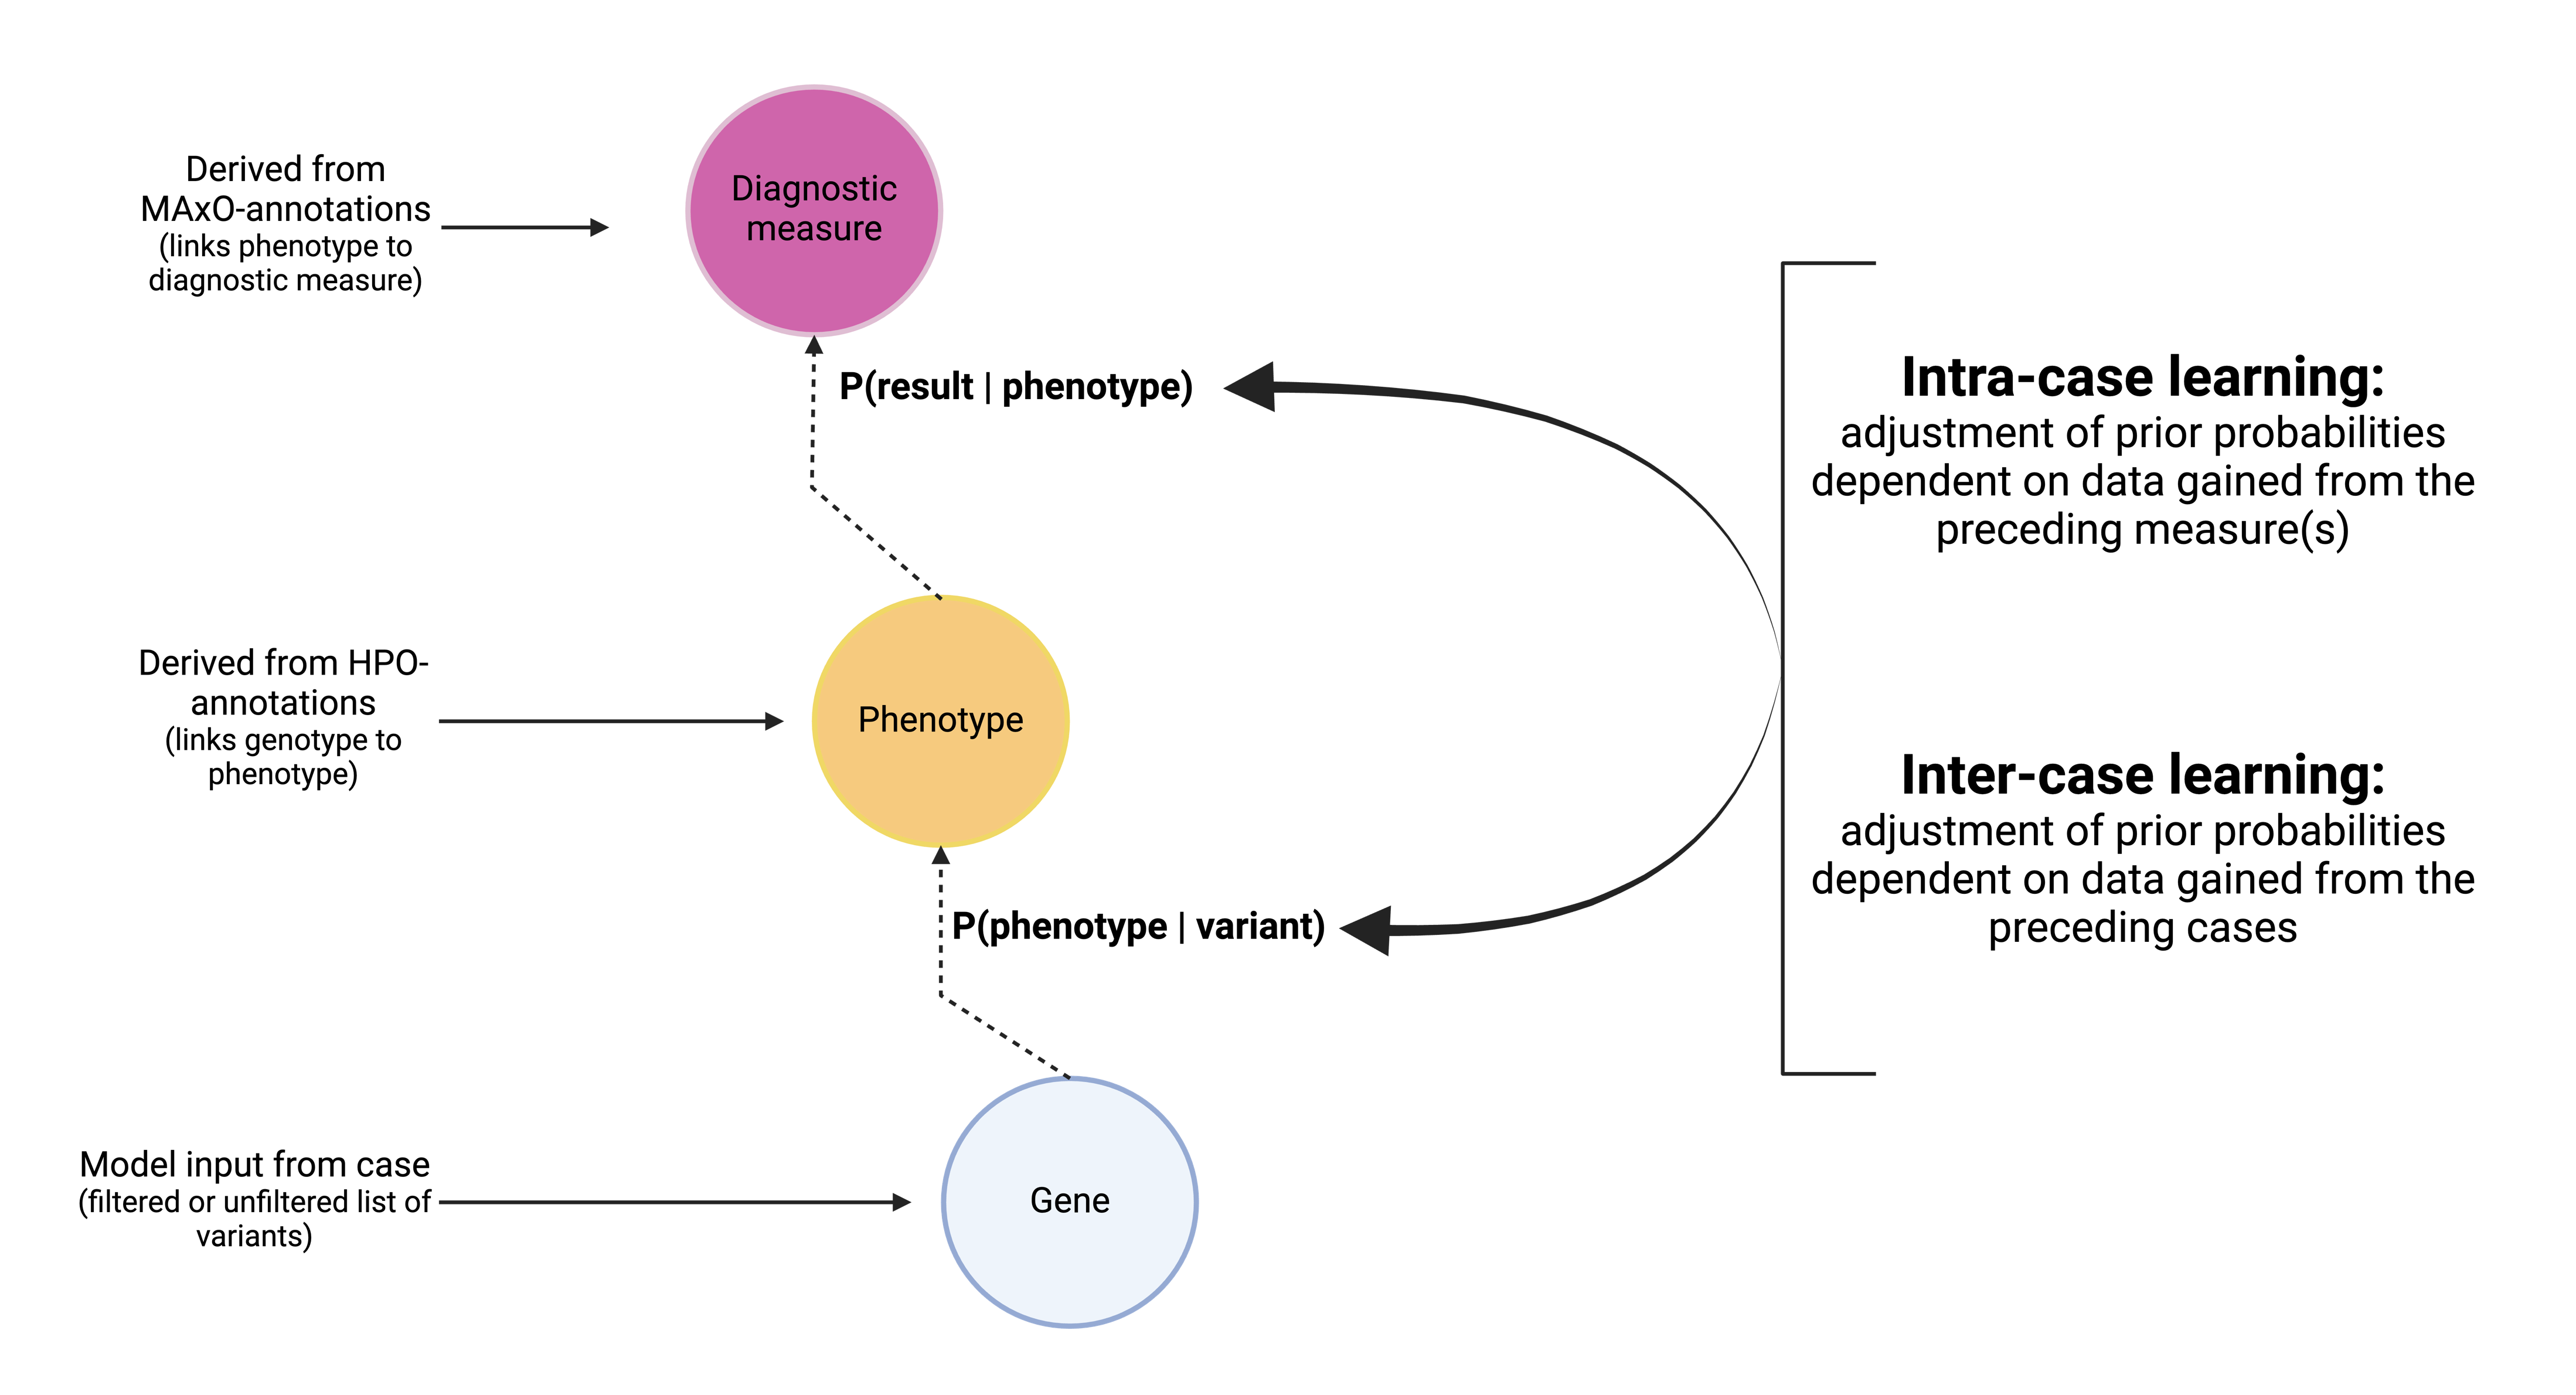 Derived from
MAxO-annotations
(links phenotype to
diagnostic measure)
Diagnostic
measure
P(result | phenotype)
Intra-case learning:
adjustment of prior probabilities
dependent on data gained from the
preceding measure(s)
Derived from HPO-
annotations
(links genotype to
phenotype)
Phenotype
Inter-case learning:
adjustment of prior probabilities
dependent on data gained from the
preceding cases
P(phenotype | variant)
Model input from case
(filtered or unfiltered list of
variants)
Gene